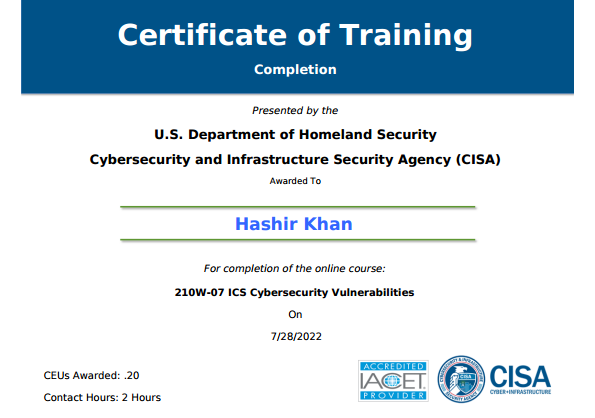 Certificate of Training
Completion
Presented by the
U.S. Department of Homeland Security
Cybersecurity and Infrastructure Security Agency (CISA)
Awarded To
Hashir Khan
For completion of the online course:
210W-07 ICS Cybersecurity Vulnerabilities
On
7/28/2022
CEUs Awarded: .20
Contact Hours: 2 Hours
ACCREDITED
IACET
PROVIDER
CYBERSECURITY & INFRASTRUCTURE
SECURITY AGENCY
CISA
CISA
CYBER+INFRASTRUCTURE